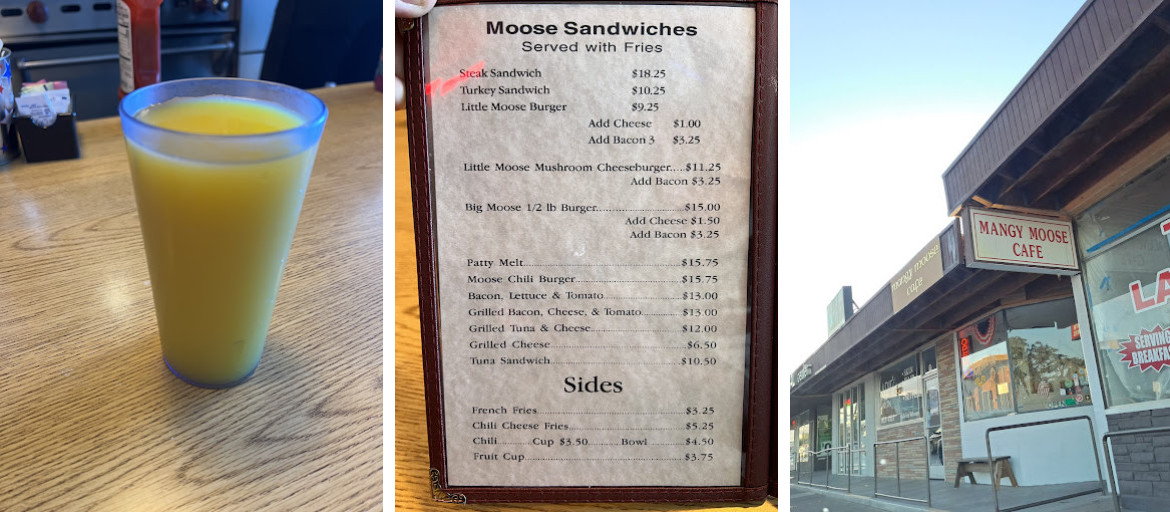 Moose Sandwiches
Served with Fries
Steak Sandwich $18.25
Turkey Sandwich $10.25
Little Moose Burger $9.25
Add Cheese $1.00
Add Bacon 3 $3.25
Little Moose Mushroom Cheeseburger.....$11.25
Add Bacon $3.25
Big Moose 1/2 lb Burger..............................$15.00
Add Cheese $1.50
Add Bacon $3.25
Patty Melt..............................$15.75
Moose Chili Burger..............................$15.75
Bacon, Lettuce & Tomato..............................$13.00
Grilled Bacon, Cheese, & Tomato....................$13.00
Grilled Tuna & Cheese..............................$12.00
Grilled Cheese..............................$6.50
Tuna Sandwich..............................$10.50
Sides
French Fries..............................$3.25
Chili Cheese Fries..............................$5.25
Chili........Cup $3.50.........Bowl..........$4.50
Fruit Cup..............................$3.75
MANGY MOOSE
CAFE
mangy moose
cafe
LA
SERVING
BREAKFA